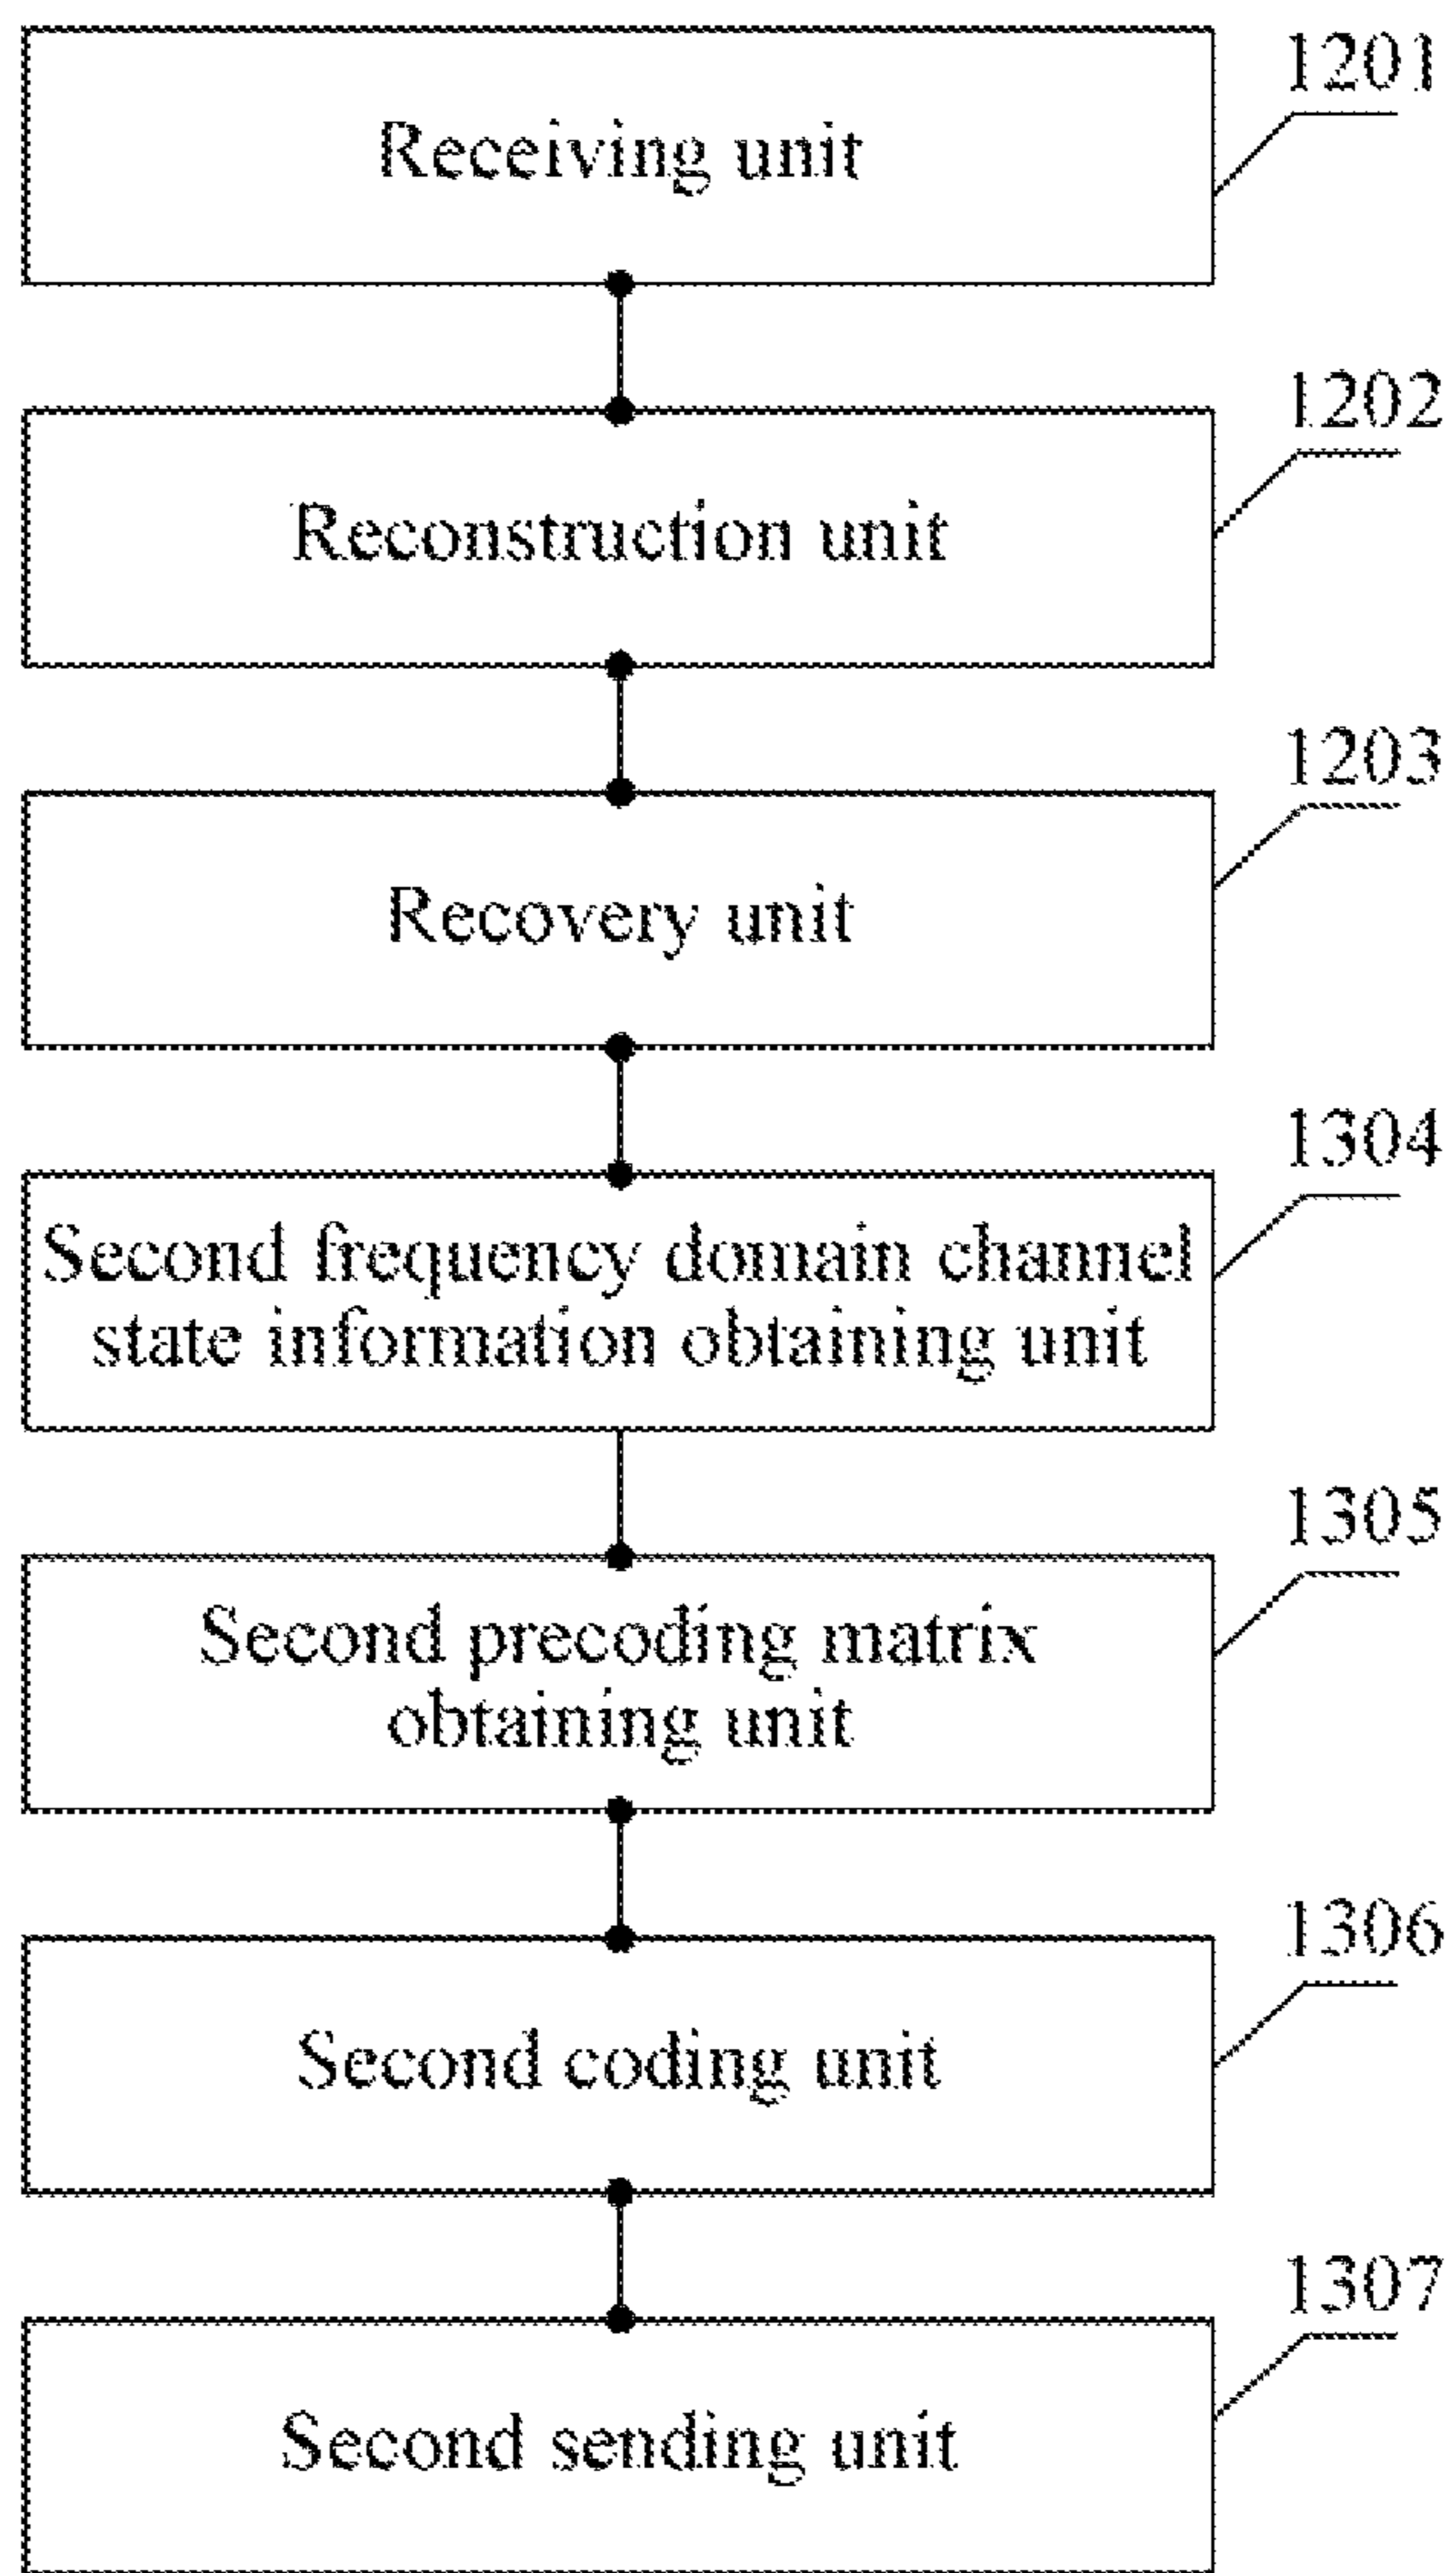 1201
Receiving unit
1202
Reconstruction unit
1203
Recovery unit
1304
Second frequency domain channel
state information obtaining unit
1305
Second precoding matrix
obtaining unit
1306
Second coding unit
1307
Second sending unit